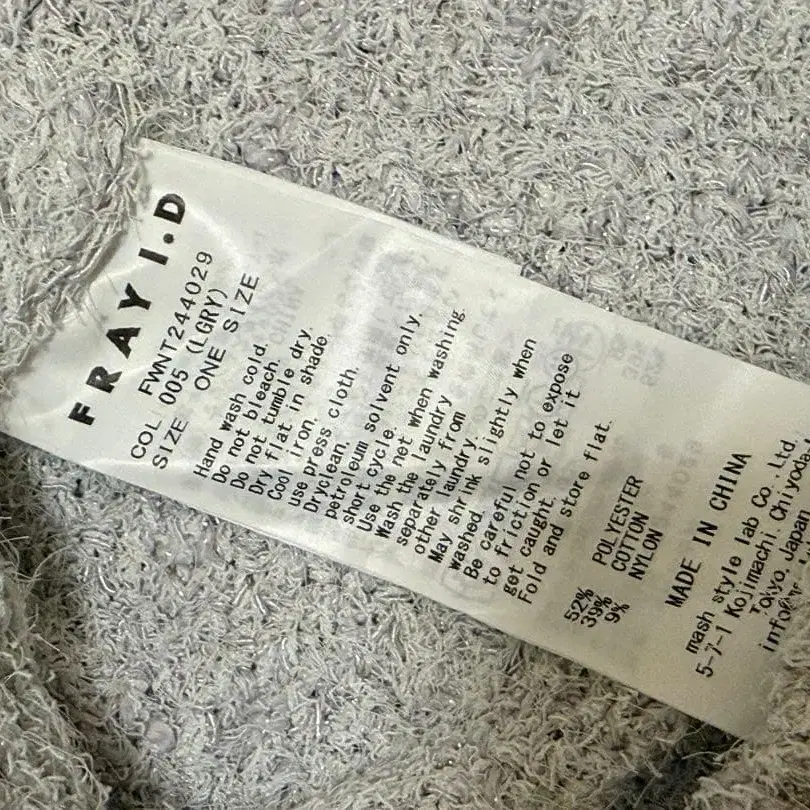 FRAY I.D
FWNT244029
COL 005 (LGRY)
SIZE ONE SIZE
Hand wash cold.
Do not bleach.
Do not tumble dry.
Dry flat in shade.
Cool iron.
use press cloth.
Dryclean.
petroleum solvent only.
short cycle.
Use the net when washing.
Wash the laundry
separately from
other laundry.
May shrink slightly when
washed.
Be careful not to expose
to friction or let it
get caught.
Fold and store flat.
52% POLYESTER
39% COTTON
9% NYLON
MADE IN CHINA
mash style lab Co., Ltd.
5-7-1 Kojimachi, Chiyoda-
Tokyo, Japan